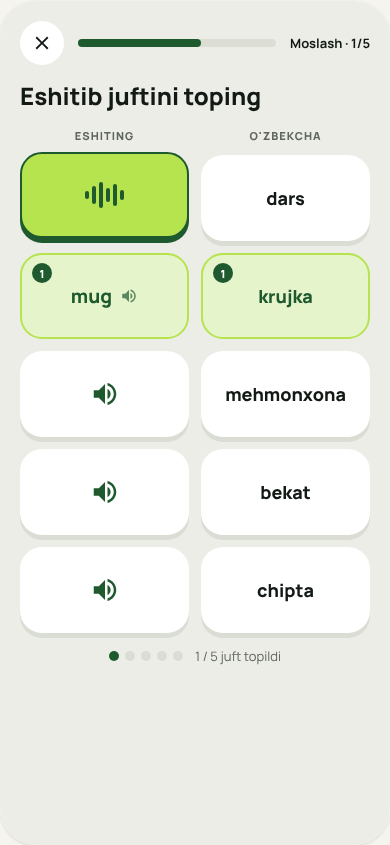 Moslash · 1/5
Eshitib juftini toping
ESHITING
O'ZBEKCHA
dars
1
mug
1
krujka
mehmonxona
bekat
chipta
1 / 5 juft topildi